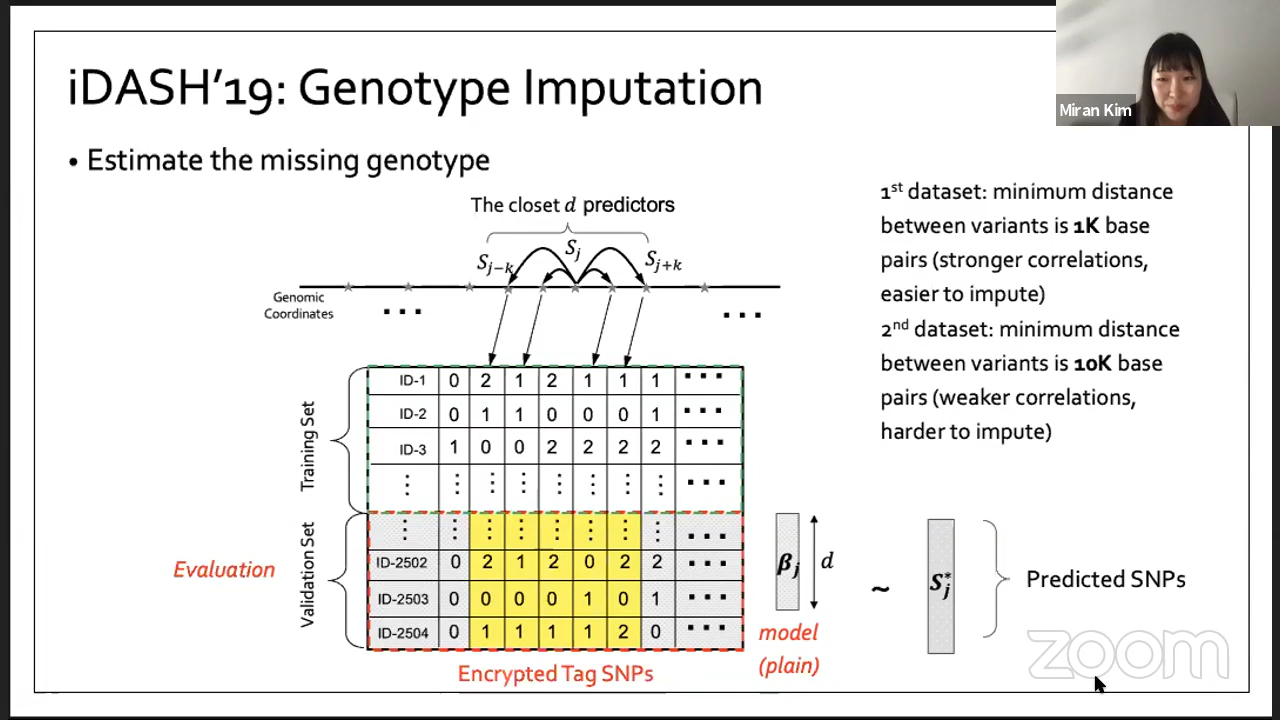 iDASH'19: Genotype Imputation
Miran Kim
• Estimate the missing genotype
The closet d predictors
S_{j-k}
S_j
S_{j+k}
Genomic
Coordinates
...
...
1st dataset: minimum distance
between variants is 1K base
pairs (stronger correlations,
easier to impute)
2nd dataset: minimum distance
between variants is 10K base
pairs (weaker correlations,
harder to impute)
Training Set
ID-1 0 2 1 2 1 1 1 ...
ID-2 0 1 1 0 0 0 1 ...
ID-3 1 0 0 2 2 2 2 ...
⋮ ⋮ ⋮ ⋮ ⋮ ⋮ ⋮ ⋮ ...
Evaluation
Validation Set
⋮ ⋮ ⋮ ⋮ ⋮ ⋮ ⋮ ⋮ ...
ID-2502 0 2 1 2 0 2 2 ...
ID-2503 0 0 0 0 1 0 1 ...
ID-2504 0 1 1 1 1 2 0 ...
Encrypted Tag SNPs
β_j
d
model
(plain)
~
S*_j
Predicted SNPs
zoom